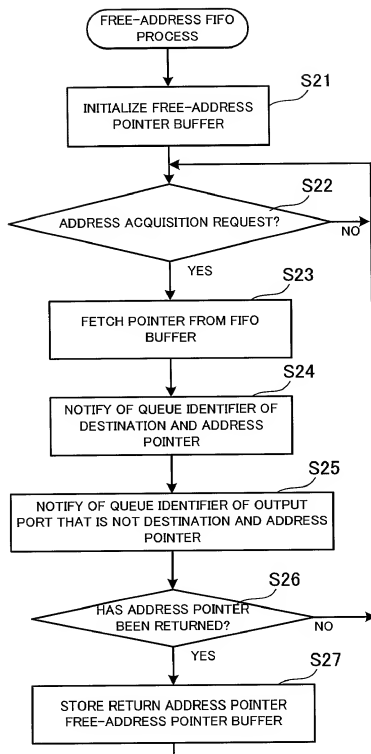 FREE-ADDRESS FIFO
PROCESS
S21
INITIALIZE FREE-ADDRESS
POINTER BUFFER
S22
ADDRESS ACQUISITION REQUEST?
NO
YES
S23
FETCH POINTER FROM FIFO
BUFFER
S24
NOTIFY OF QUEUE IDENTIFIER OF
DESTINATION AND ADDRESS
POINTER
S25
NOTIFY OF QUEUE IDENTIFIER OF OUTPUT
PORT THAT IS NOT DESTINATION AND ADDRESS
POINTER
S26
HAS ADDRESS POINTER
BEEN RETURNED?
NO
YES
S27
STORE RETURN ADDRESS POINTER
FREE-ADDRESS POINTER BUFFER